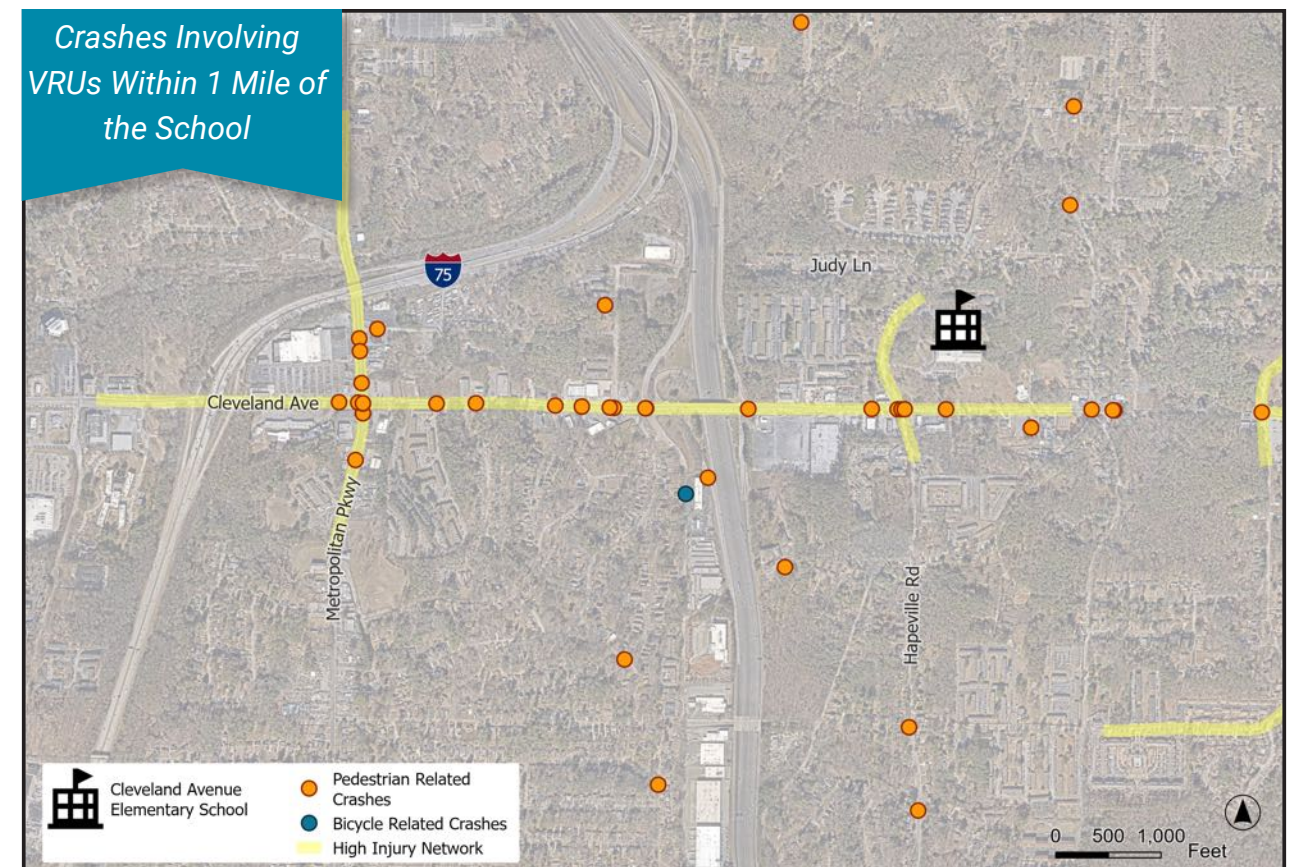 Crashes Involving
VRUs Within 1 Mile of
the School
75
Judy Ln
Cleveland Ave
Metropolitan Pkwy
Hapeville Rd
Cleveland Avenue
Elementary School
Pedestrian Related
Crashes
Bicycle Related Crashes
High Injury Network
0 500 1,000
Feet